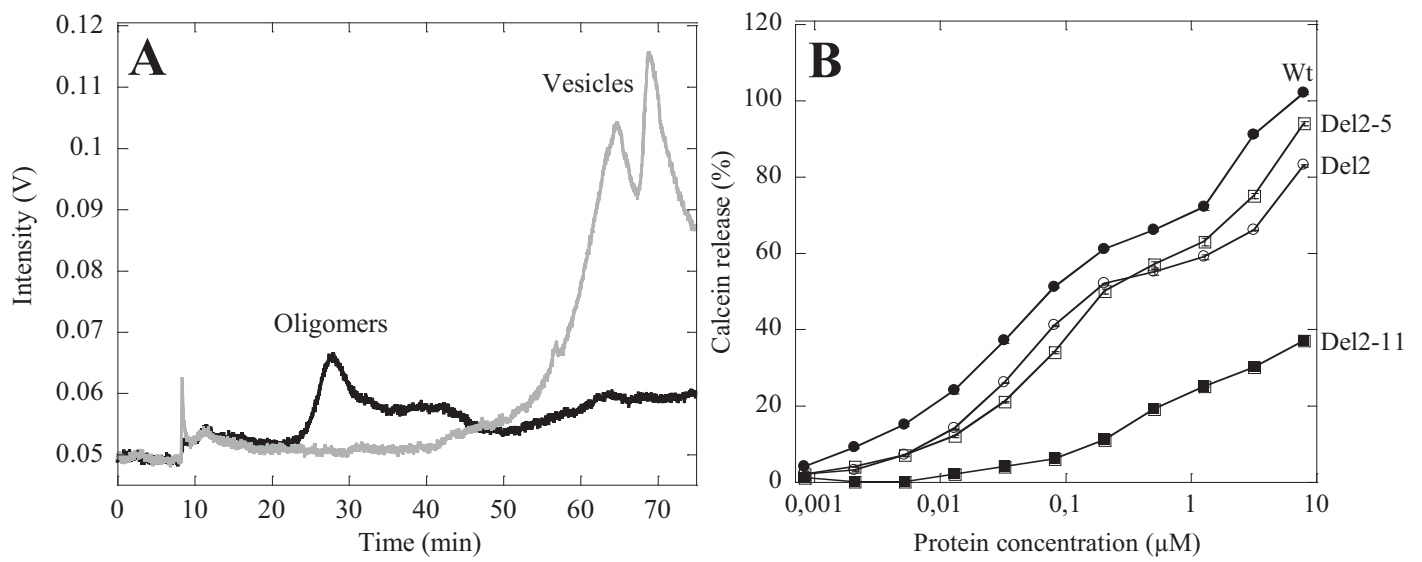 A
0.12
0.11
0.1
0.09
0.08
0.07
0.06
0.05
Intensity (V)
Vesicles
Oligomers
0 10 20 30 40 50 60 70
Time (min)
B
120
100
80
60
40
20
0
Calcein release (%)
Wt
Del2-5
Del2
Del2-11
0,001 0,01 0,1 1 10
Protein concentration (μM)